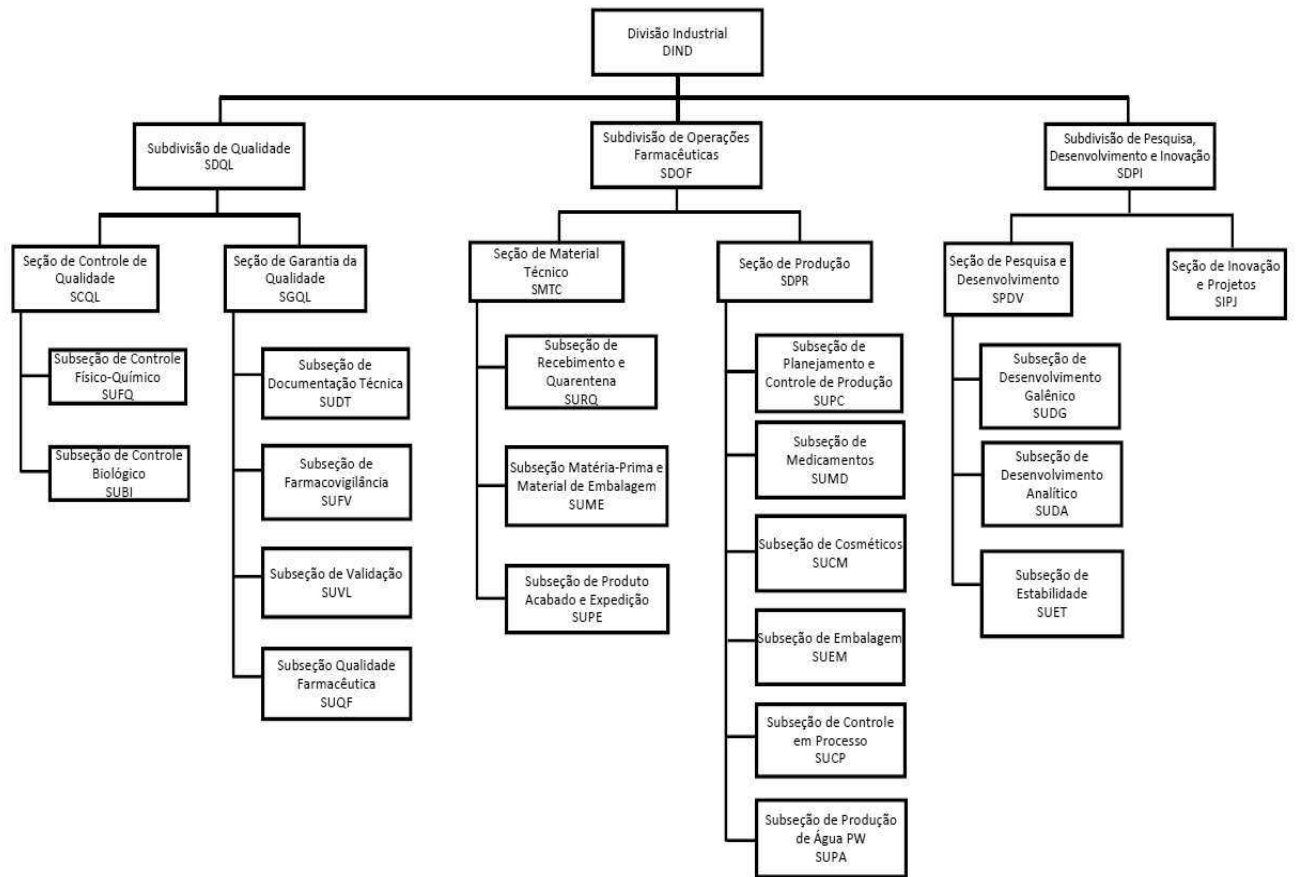 Divisão Industrial
DIND
Subdivisão de Qualidade
SDQL
Subdivisão de Operações
Farmacêuticas
SDOF
Subdivisão de Pesquisa,
Desenvolvimento e Inovação
SDPI
Seção de Controle de
Qualidade
SCQL
Seção de Garantia da
Qualidade
SGQL
Seção de Material
Técnico
SMTC
Seção de Produção
SDPR
Seção de Pesquisa e
Desenvolvimento
SPDV
Seção de Inovação
e Projetos
SIPJ
Subseção de Controle
Físico-Químico
SUFQ
Subseção de Controle
Biológico
SUBI
Subseção de
Documentação Técnica
SUDT
Subseção de
Farmacovigilância
SUFV
Subseção de Validação
SUVL
Subseção Qualidade
Farmacêutica
SUQF
Subseção de
Recebimento e
Quarentena
SURQ
Subseção Matéria-Prima e
Material de Embalagem
SUME
Subseção de Produto
Acabado e Expedição
SUPE
Subseção de
Planejamento e
Controle de Produção
SUPC
Subseção de
Medicamentos
SUMD
Subseção de Cosméticos
SUCM
Subseção de Embalagem
SUEM
Subseção de Controle
em Processo
SUCP
Subseção de Produção
de Água PW
SUPA
Subseção de
Desenvolvimento
Galênico
SUDG
Subseção de
Desenvolvimento
Analítico
SUDA
Subseção de
Estabilidade
SUET